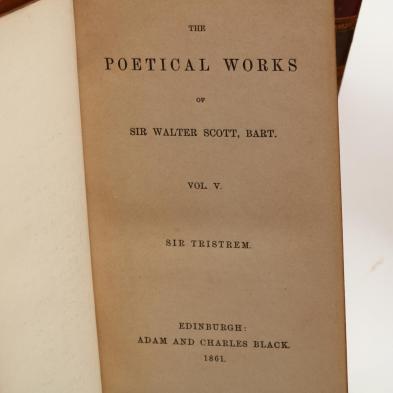 THE
POETICAL WORKS
OF
SIR WALTER SCOTT, BART.
VOL. V.
SIR TRISTREM.
EDINBURGH:
ADAM AND CHARLES BLACK.
1861.